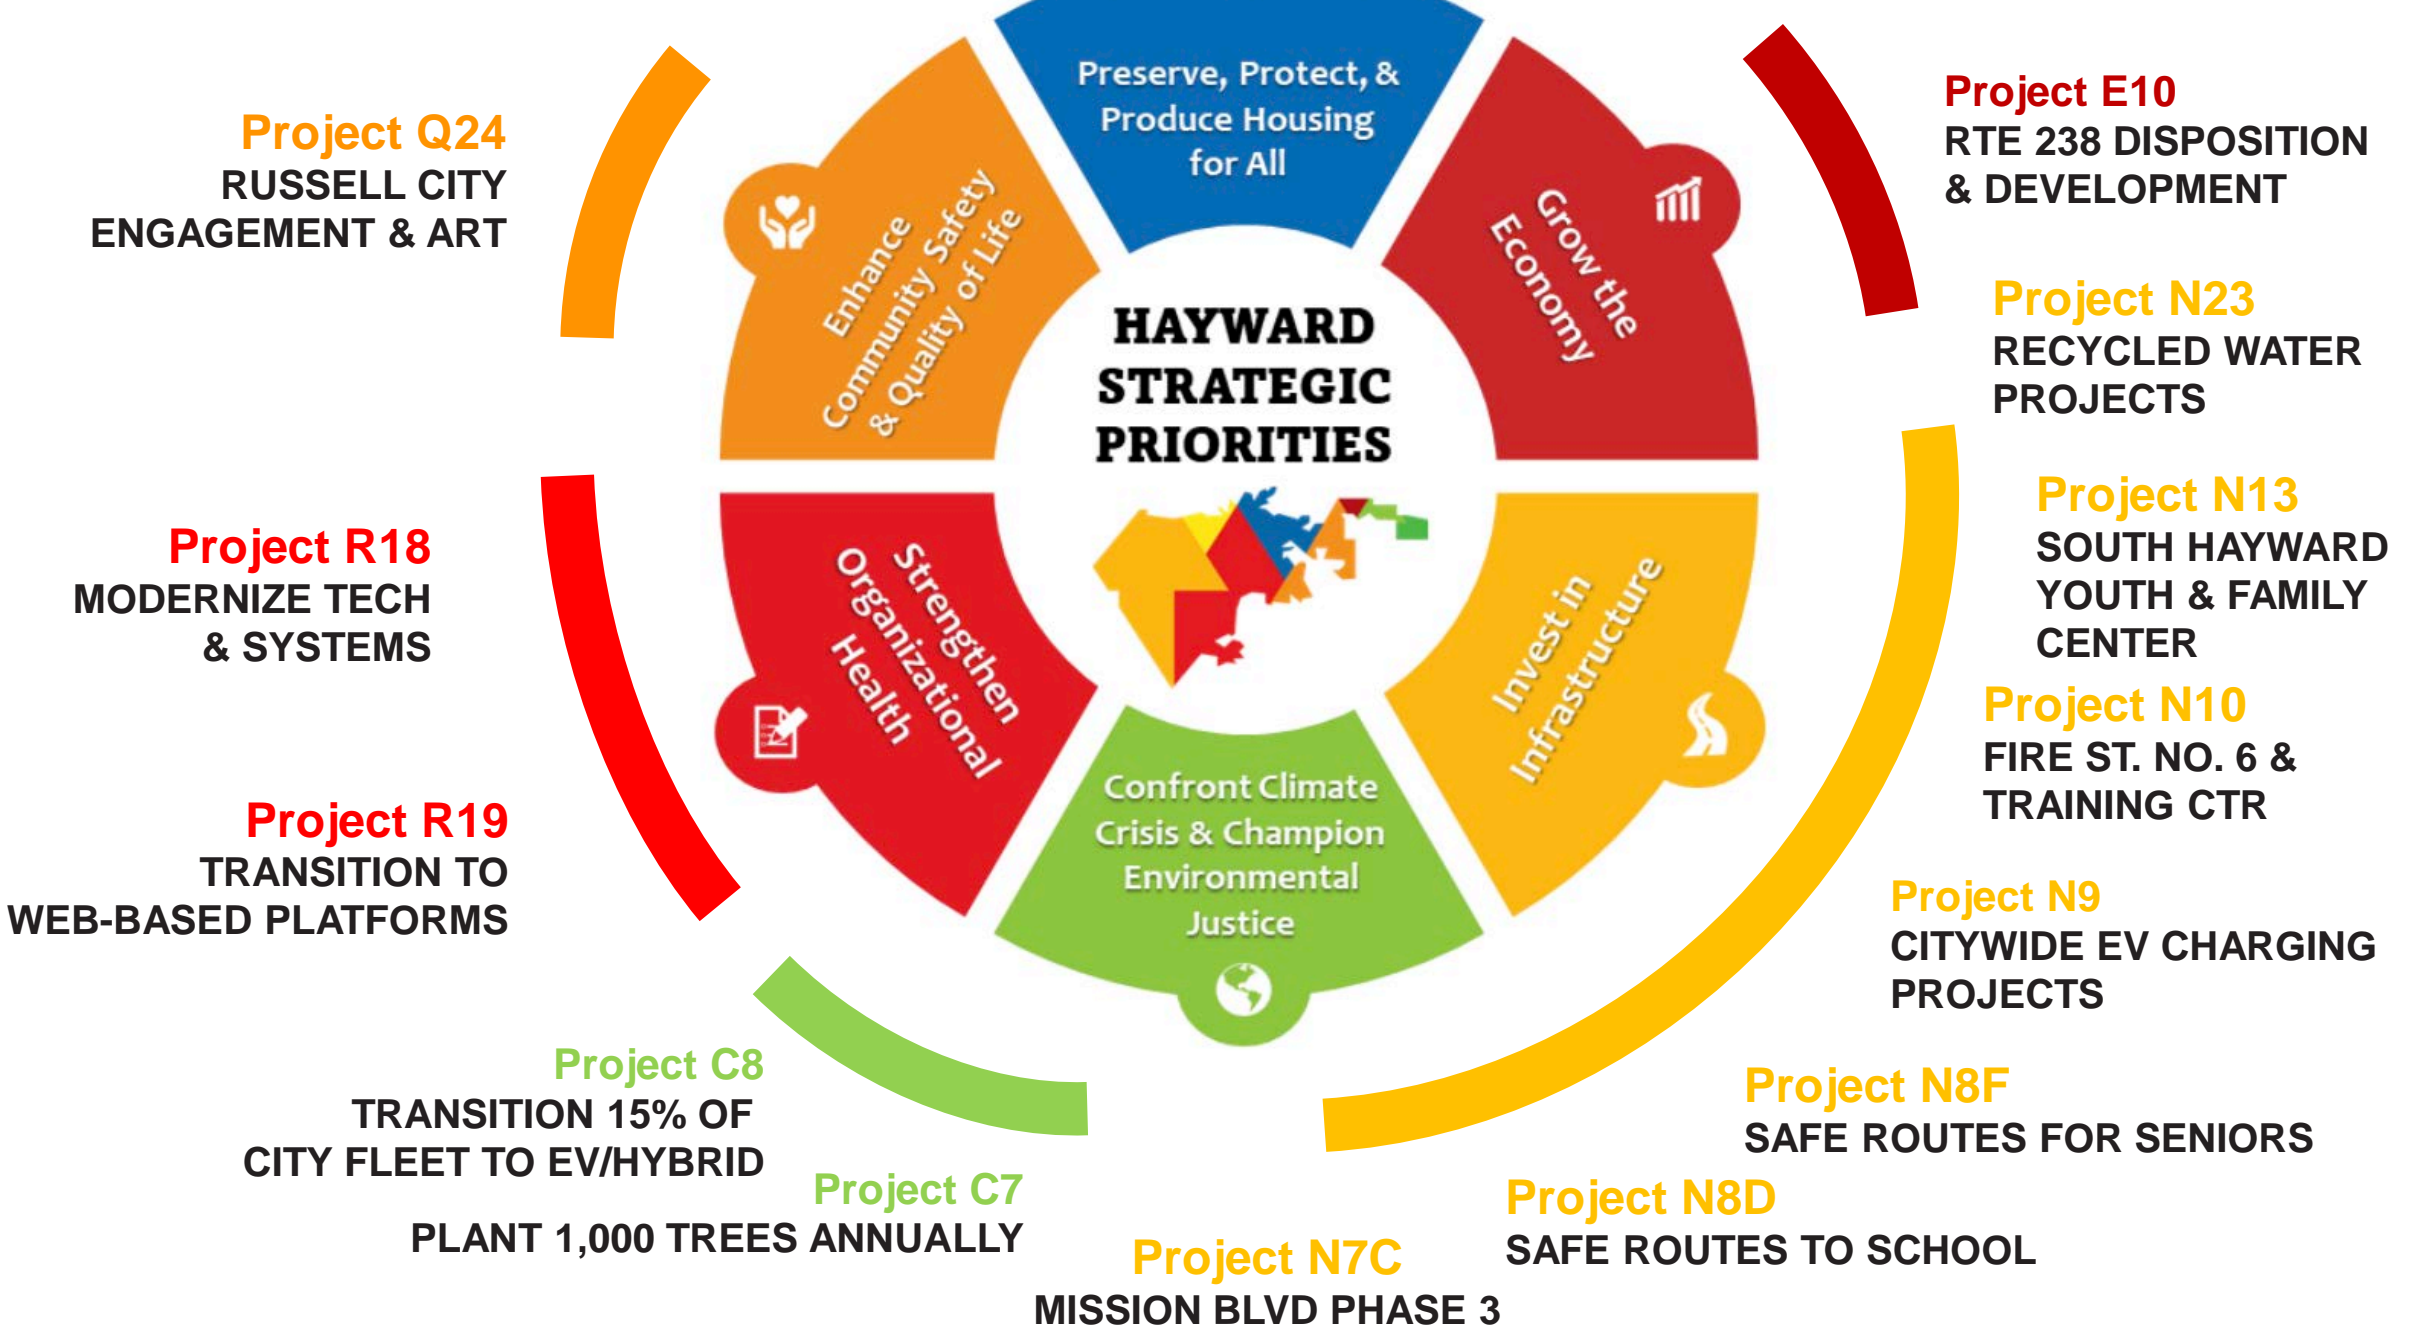 Preserve, Protect, &
Produce Housing
for All
Grow the
Economy
Invest in
Infrastructure
Confront Climate
Crisis & Champion
Environmental
Justice
Strengthen
Organizational
Health
Enhance
Community Safety
& Quality of Life
HAYWARD
STRATEGIC
PRIORITIES
Project E10
RTE 238 DISPOSITION
& DEVELOPMENT
Project N23
RECYCLED WATER
PROJECTS
Project N13
SOUTH HAYWARD
YOUTH & FAMILY
CENTER
Project N10
FIRE ST. NO. 6 &
TRAINING CTR
Project N9
CITYWIDE EV CHARGING
PROJECTS
Project N8F
SAFE ROUTES FOR SENIORS
Project N8D
SAFE ROUTES TO SCHOOL
Project N7C
MISSION BLVD PHASE 3
Project C7
PLANT 1,000 TREES ANNUALLY
Project C8
TRANSITION 15% OF
CITY FLEET TO EV/HYBRID
Project R19
TRANSITION TO
WEB-BASED PLATFORMS
Project R18
MODERNIZE TECH
& SYSTEMS
Project Q24
RUSSELL CITY
ENGAGEMENT & ART